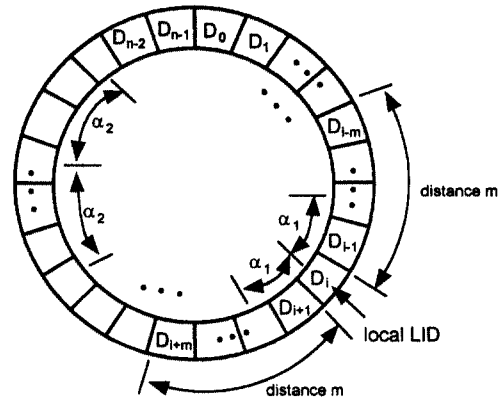 D_{n-2} D_{n-1} D_0 D_1
D_{i-m}
α_2
distance m
α_2
α_1
D_{i-1}
α_1
D_i
D_{i+1}
local LID
D_{i+m}
distance m